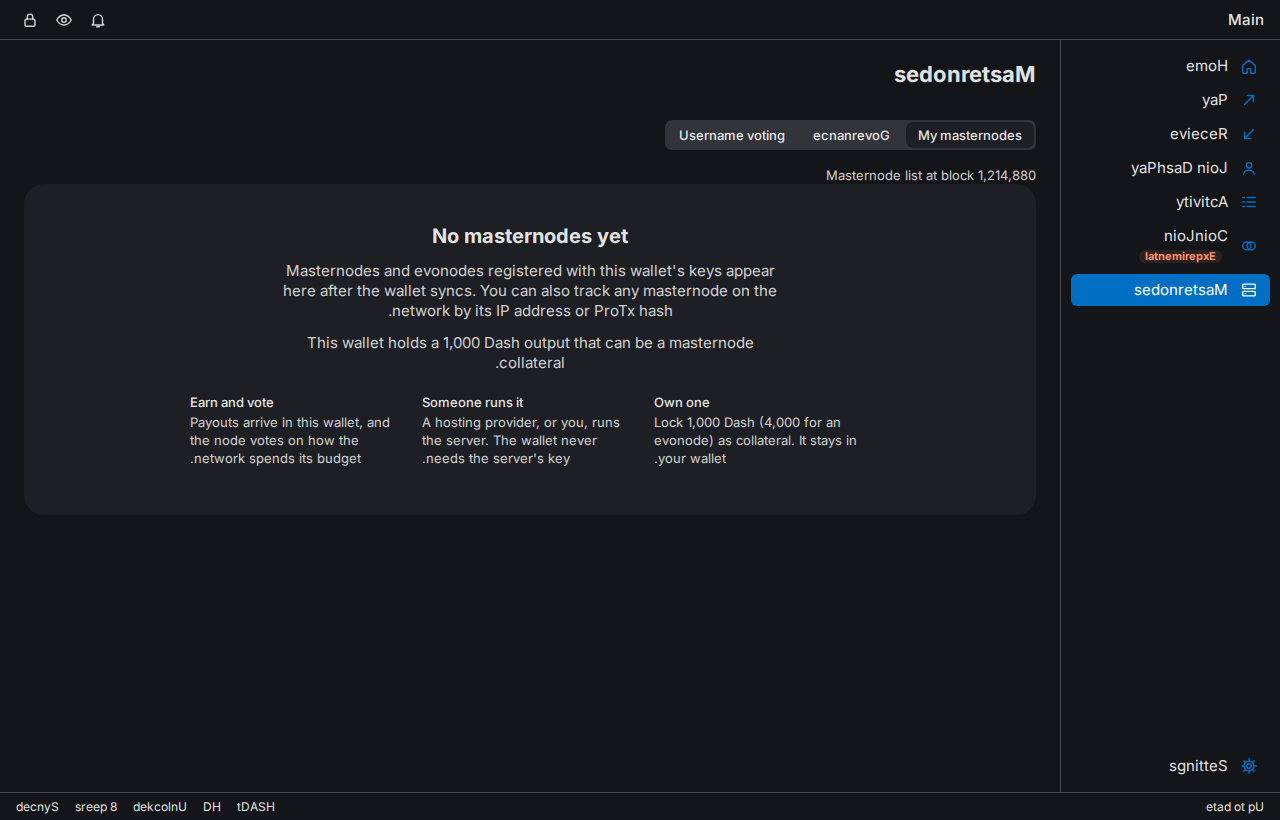 Main
sedonretsaM
My masternodes
ecnanrevoG
Username voting
Masternode list at block 1,214,880
No masternodes yet
Masternodes and evonodes registered with this wallet's keys appear
here after the wallet syncs. You can also track any masternode on the
.network by its IP address or ProTx hash
This wallet holds a 1,000 Dash output that can be a masternode
.collateral
Own one
Lock 1,000 Dash (4,000 for an
evonode) as collateral. It stays in
.your wallet
Someone runs it
A hosting provider, or you, runs
the server. The wallet never
.needs the server's key
Earn and vote
Payouts arrive in this wallet, and
the node votes on how the
.network spends its budget
emoH
yaP
evieceR
yaPhsaD nioJ
ytivitcA
nioJnioC
latnemirepxE
sedonretsaM
sgnitteS
etad ot pU
tDASH
DH
dekcolnU
sreep 8
decnyS